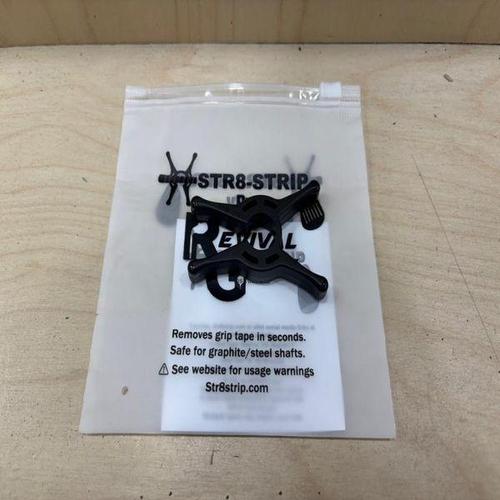 STR8-STRIP
REVIVAL
G
Removes grip tape in seconds.
Safe for graphite/steel shafts.
⚠ See website for usage warnings
Str8strip.com